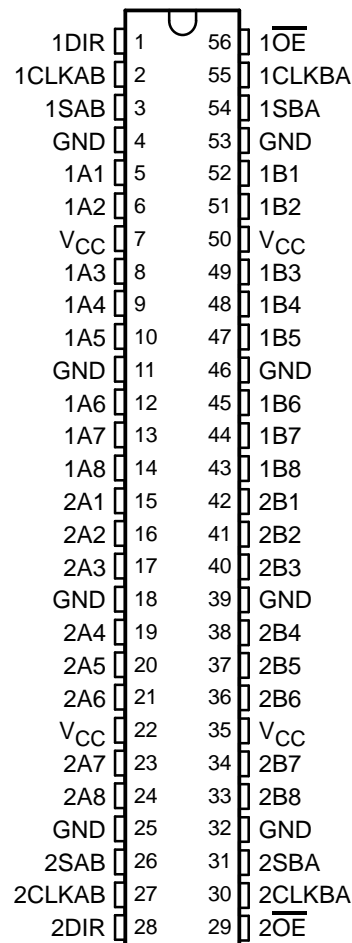 1DIR 1 56 1O̅E̅
1CLKAB 2 55 1CLKBA
1SAB 3 54 1SBA
GND 4 53 GND
1A1 5 52 1B1
1A2 6 51 1B2
VCC 7 50 VCC
1A3 8 49 1B3
1A4 9 48 1B4
1A5 10 47 1B5
GND 11 46 GND
1A6 12 45 1B6
1A7 13 44 1B7
1A8 14 43 1B8
2A1 15 42 2B1
2A2 16 41 2B2
2A3 17 40 2B3
GND 18 39 GND
2A4 19 38 2B4
2A5 20 37 2B5
2A6 21 36 2B6
VCC 22 35 VCC
2A7 23 34 2B7
2A8 24 33 2B8
GND 25 32 GND
2SAB 26 31 2SBA
2CLKAB 27 30 2CLKBA
2DIR 28 29 2O̅E̅